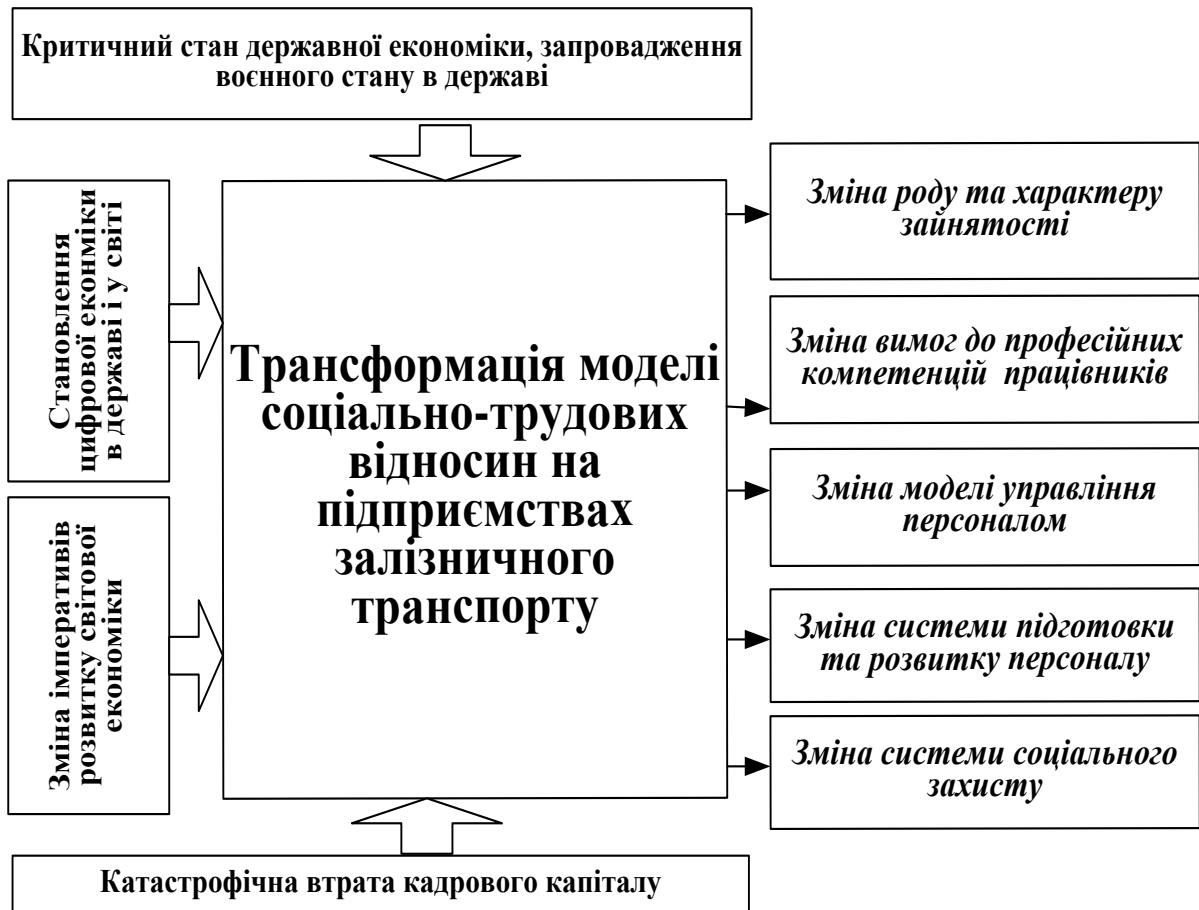 Критичний стан державної економіки, запровадження
воєнного стану в державі
Становлення
цифрової еконміки
в державі і у світі
Зміна імперативів
розвитку світової
економіки
Трансформація моделі
соціально-трудових
відносин на
підприємствах
залізничного
транспорту
Зміна роду та характеру
зайнятості
Зміна вимог до професійних
компетенцій працівників
Зміна моделі управління
персоналом
Зміна системи підготовки
та розвитку персоналу
Зміна системи соціального
захисту
Катастрофічна втрата кадрового капіталу